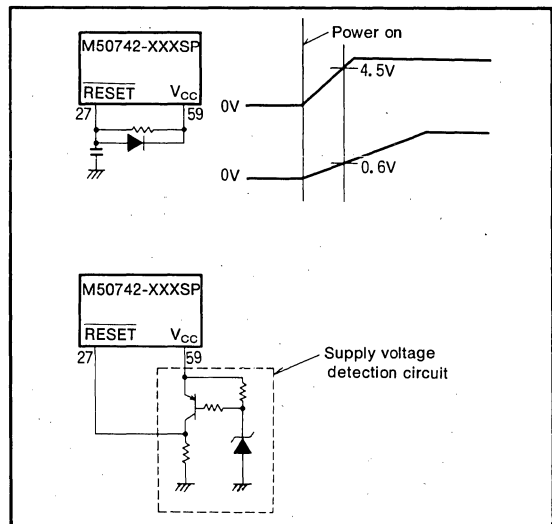 Power on
M50742-XXXSP
4.5V
RESET VCC
27 59
0V
0V
0.6V
M50742-XXXSP
RESET VCC
27 59
Supply voltage
detection circuit